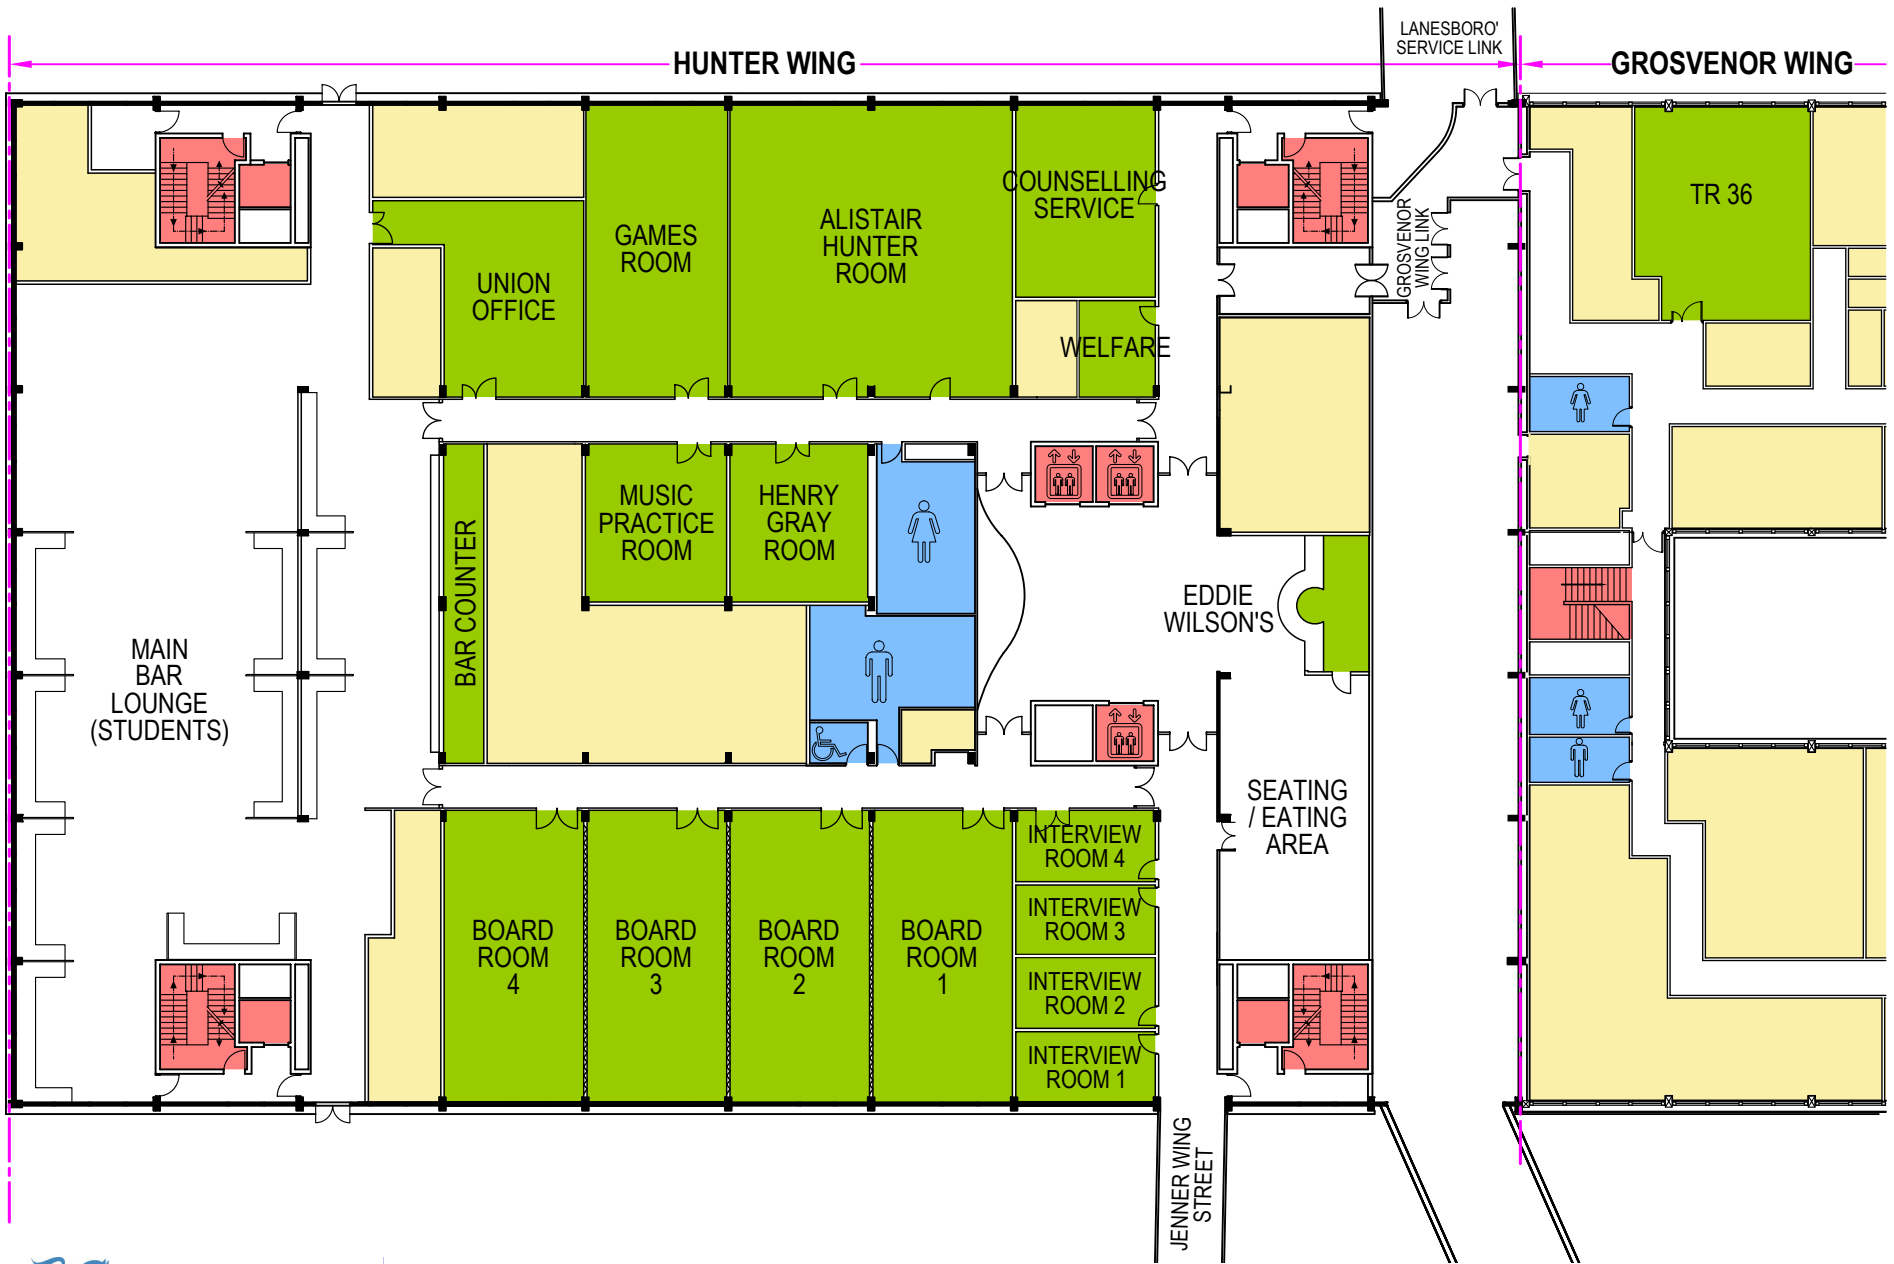 LANESBORO'
SERVICE LINK
HUNTER WING
GROSVENOR WING
COUNSELLING
SERVICE
TR 36
ALISTAIR
HUNTER
ROOM
GAMES
ROOM
GROSVENOR
WING LINK
UNION
OFFICE
WELFARE
MUSIC
PRACTICE
ROOM
HENRY
GRAY
ROOM
BAR COUNTER
EDDIE
WILSON'S
MAIN
BAR
LOUNGE
(STUDENTS)
SEATING
/ EATING
AREA
INTERVIEW
ROOM 4
INTERVIEW
ROOM 3
BOARD
ROOM
4
BOARD
ROOM
3
BOARD
ROOM
2
BOARD
ROOM
1
INTERVIEW
ROOM 2
INTERVIEW
ROOM 1
JENNER WING
STREET